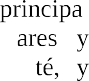 principa
ares y
té, y